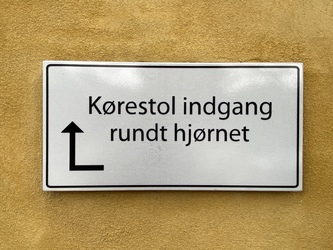 Kørestol indgang
rundt hjørnet